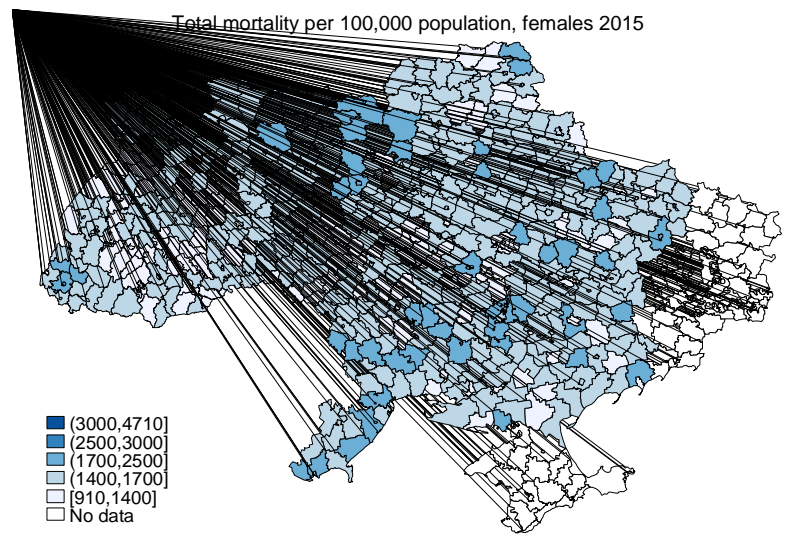 Total mortality per 100,000 population, females 2015
(3000,4710]
(2500,3000]
(1700,2500]
(1400,1700]
[910,1400]
No data